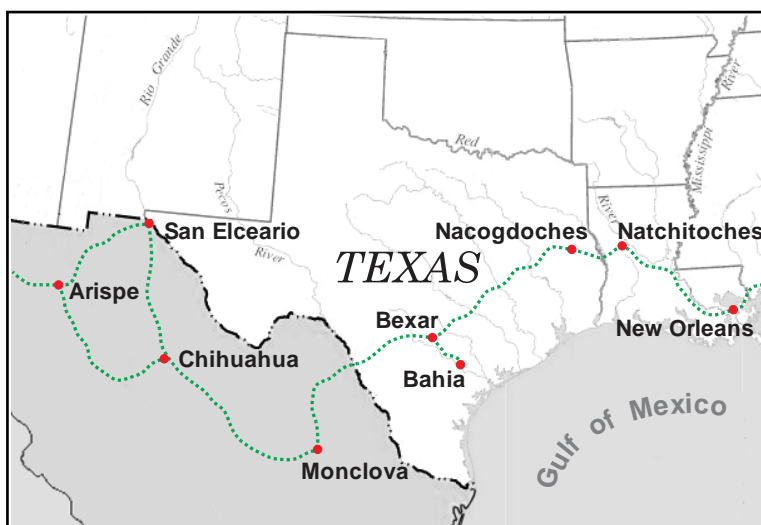 Rio Grande
Red
Mississippi
River
Pecos
River
San Elceario
Nacogdoches
River
Natchitoches
TEXAS
Arispe
Bexar
New Orleans
Chihuahua
Bahia
Gulf of Mexico
Monclova